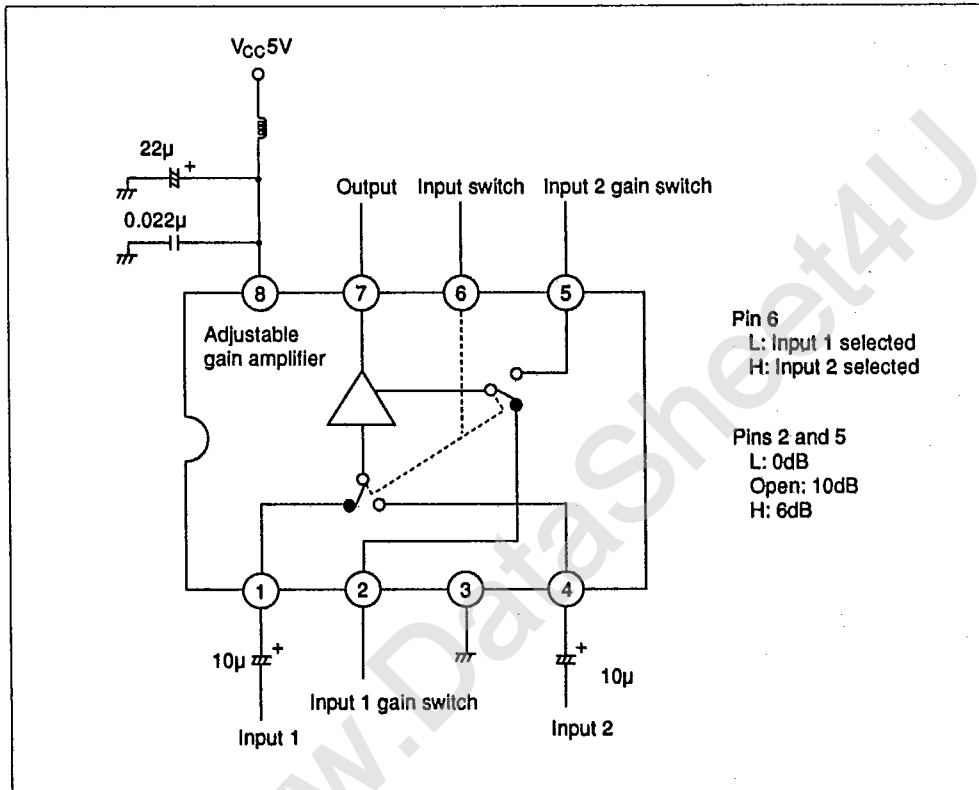 VCC5V
22µ
+
0.022µ
Output
Input switch
Input 2 gain switch
8
7
6
5
Adjustable
gain amplifier
Pin 6
L: Input 1 selected
H: Input 2 selected
Pins 2 and 5
L: 0dB
Open: 10dB
H: 6dB
1
2
3
4
10µ
+
+
10µ
Input 1 gain switch
Input 1
Input 2
w.DataSheet4U